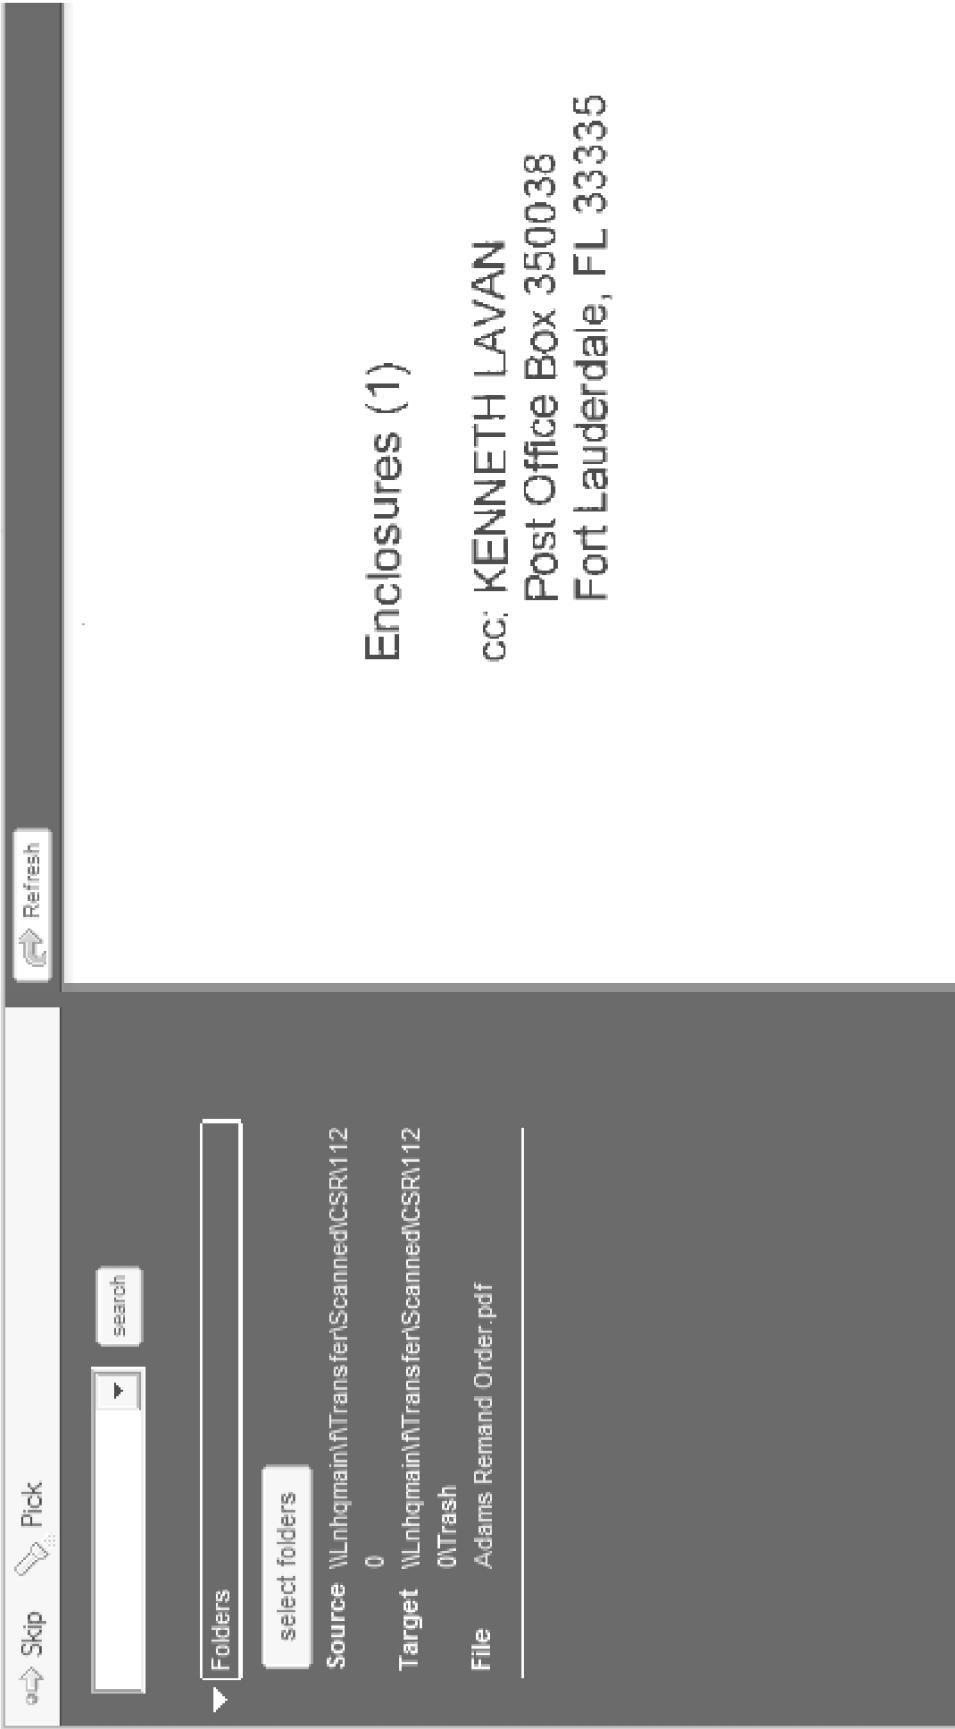 Skip Pick Refresh
search
Folders
select folders
Source \\Lnhqmain\f\Transfer\Scanned\CSR\112
0
Target \\Lnhqmain\f\Transfer\Scanned\CSR\112
0\Trash
File Adams Remand Order.pdf
Enclosures (1)
cc: KENNETH LAVAN
Post Office Box 350038
Fort Lauderdale, FL 33335